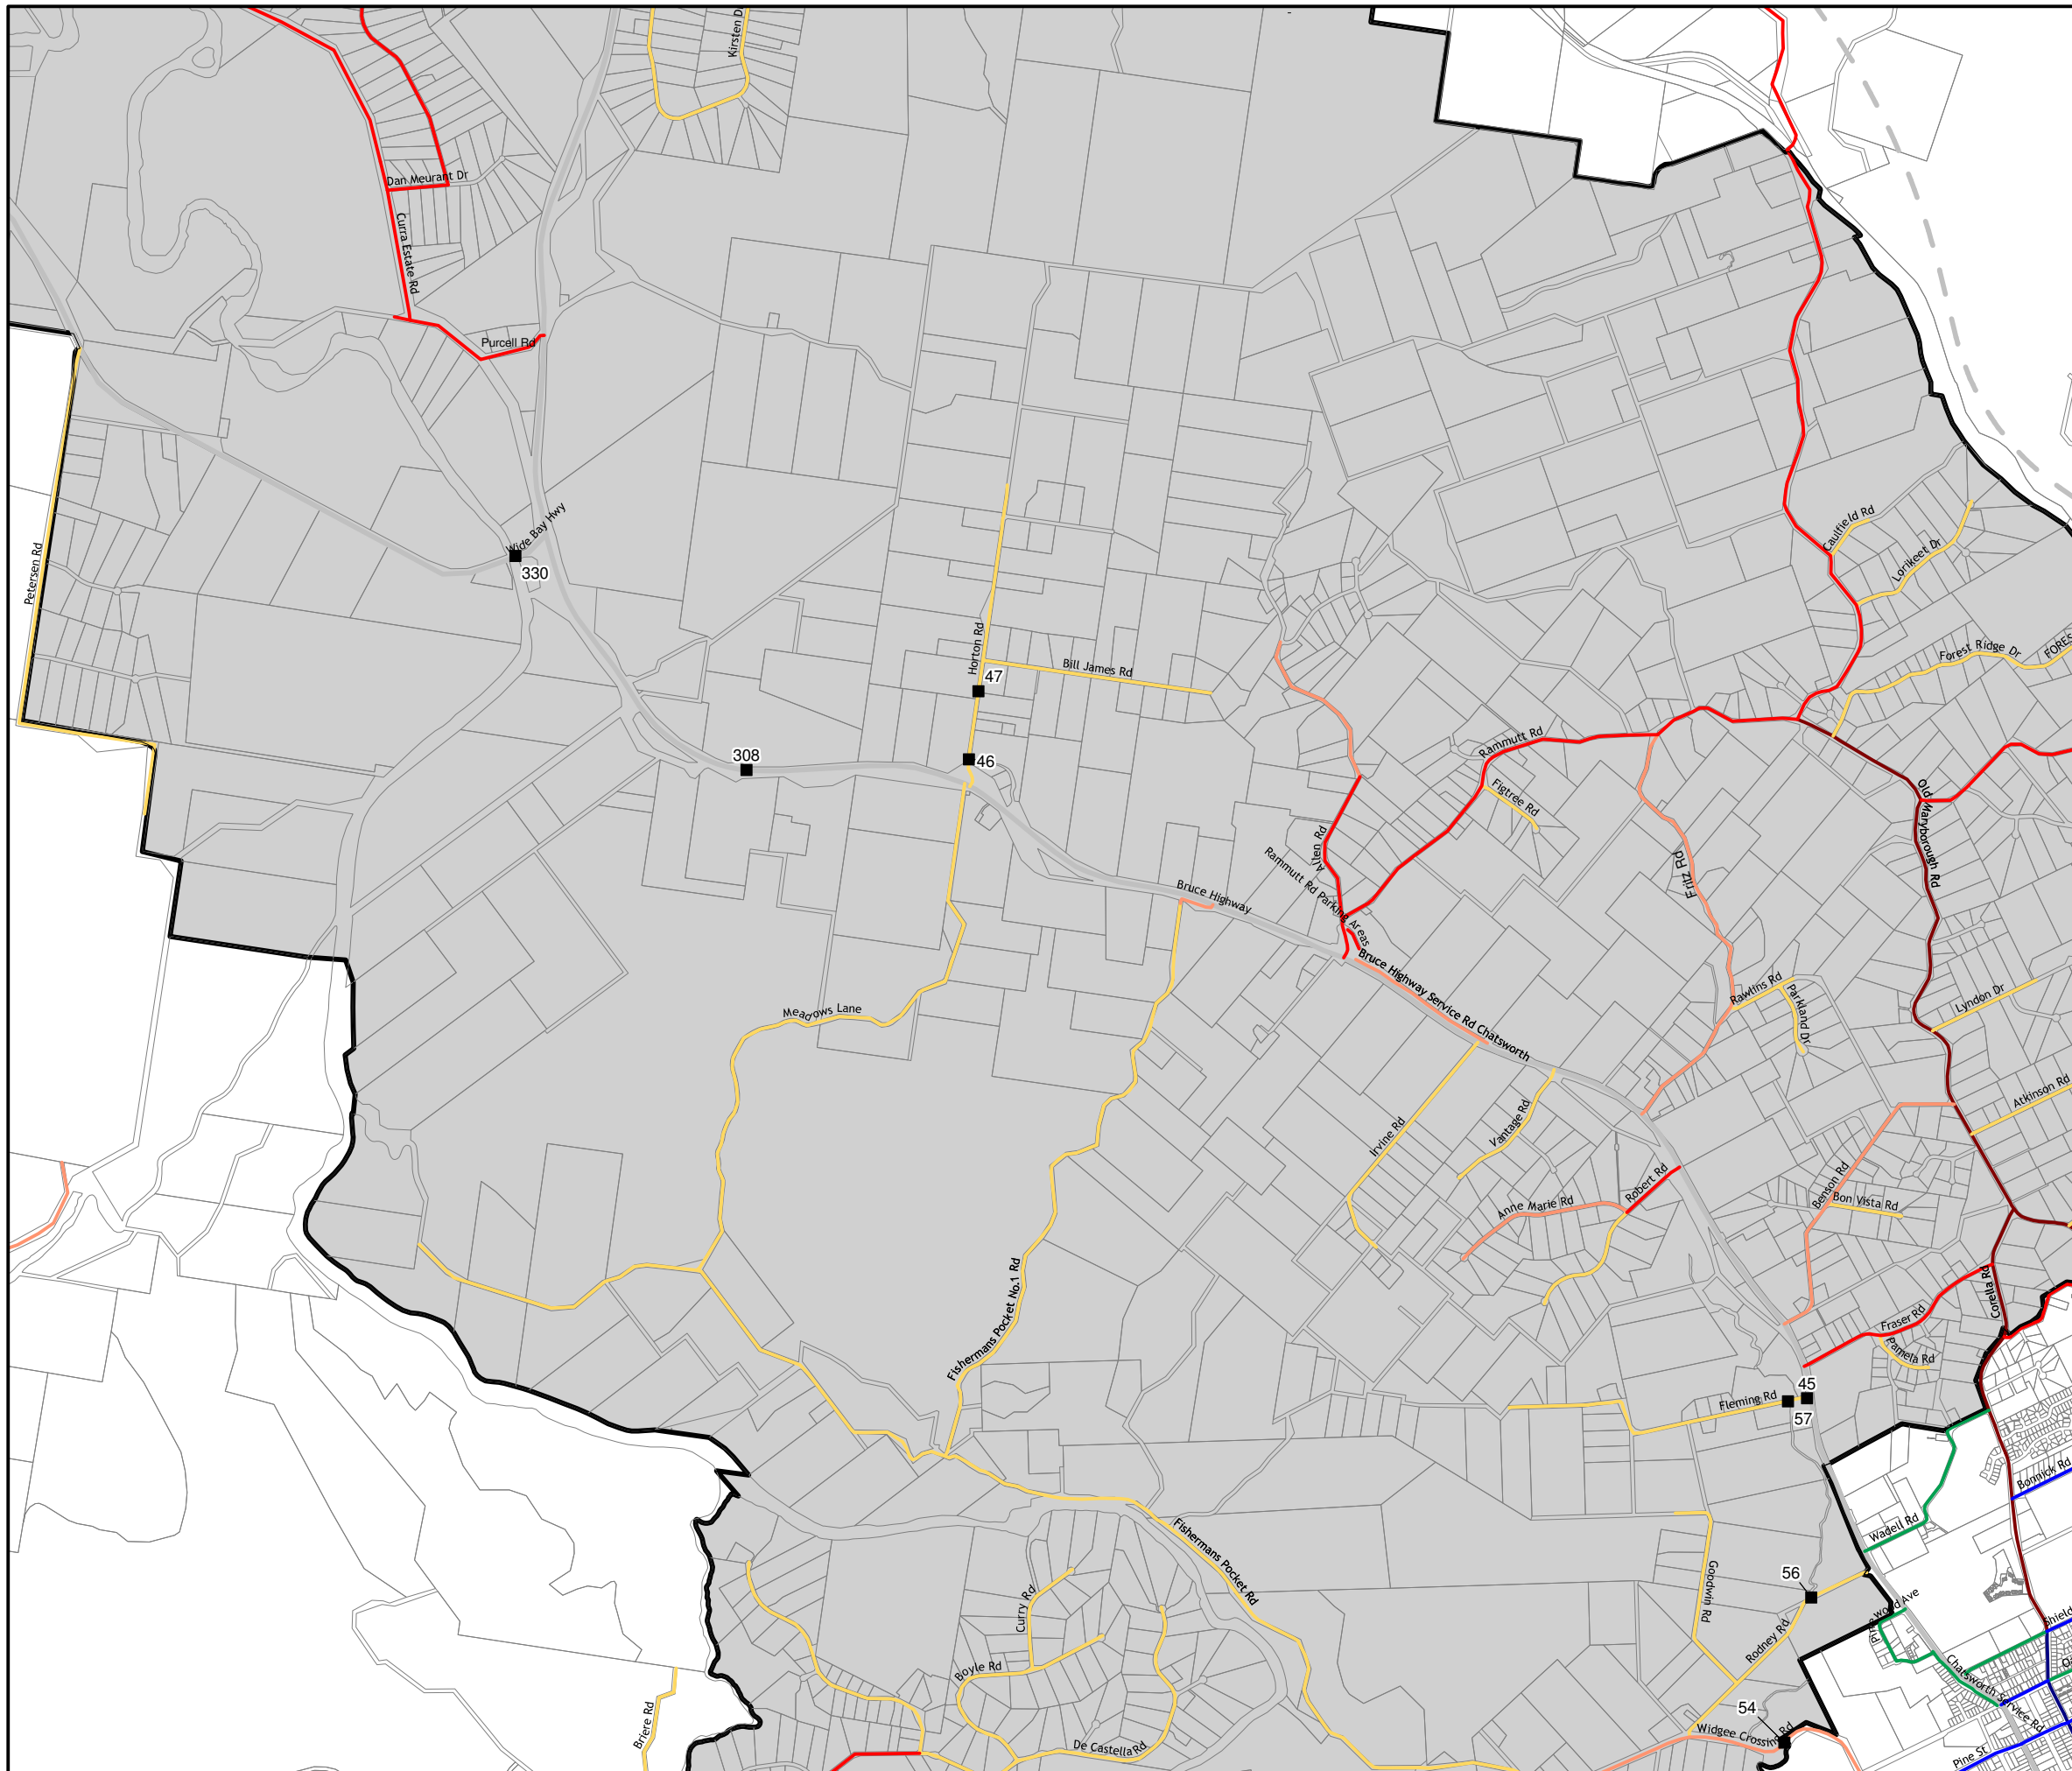 Kirsten D
Dan Meurant Dr
Curra Estate Rd
Purcell Rd
Wide Bay Hwy
330
Petersen Rd
Caulfield Rd
Lorikeet Dr
Forest Ridge Dr
FORES
Horton Rd
47
Bill James Rd
46
308
Rammutt Rd
Figtree Rd
Allen Rd
Rammutt Rd Parking Areas
Old Maryborough Rd
Fritz Rd
Bruce Highway
Bruce Highway Service Rd Chatsworth
Rawlins Rd
Parkland Dr
Lyndon Dr
Meadows Lane
Atkinson Rd
Irvine Rd
Vantage Rd
Robert Rd
Anne Marie Rd
Benson Rd
Bon Vista Rd
Fishermans Pocket No.1 Rd
Corella Rd
Fraser Rd
Pamela Rd
45
Fleming Rd
57
Bonnick Rd
Wadell Rd
Fishermans Pocket Rd
56
Goodwin Rd
Curry Rd
Rodney Rd
wood Ave
Shield
Boyle Rd
Chatsworth Service Rd
Briere Rd
54
Widgee Crossing Rd
De Castella Rd
Pine St